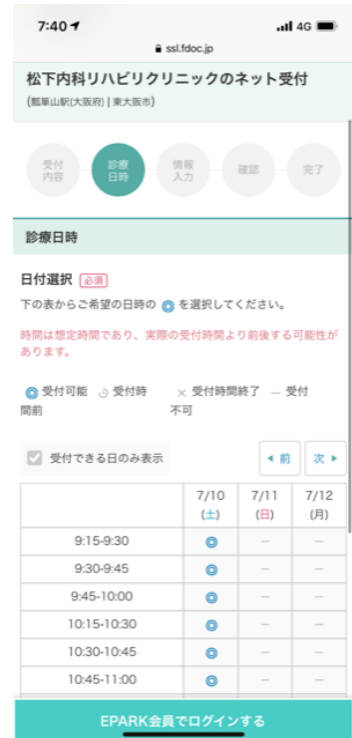 7:40
4G
ssl.fdoc.jp
松下内科リハビリクリニックのネット受付
(瓢箪山駅(大阪府) | 東大阪市)
受付
内容
診療
日時
情報
入力
確認
完了
診療日時
日付選択 必須
下の表からご希望の日時の ◎ を選択してください。
時間は想定時間であり、実際の受付時間より前後する可能性が
あります。
◎ 受付可能 受付時 × 受付時間終了 — 受付
間前 不可
受付できる日のみ表示
◀ 前 次 ▶
7/10 7/11 7/12
(土) (日) (月)
9:15-9:30 ◎ — —
9:30-9:45 ◎ — —
9:45-10:00 ◎ — —
10:15-10:30 ◎ — —
10:30-10:45 ◎ — —
10:45-11:00 ◎ — —
EPARK会員でログインする